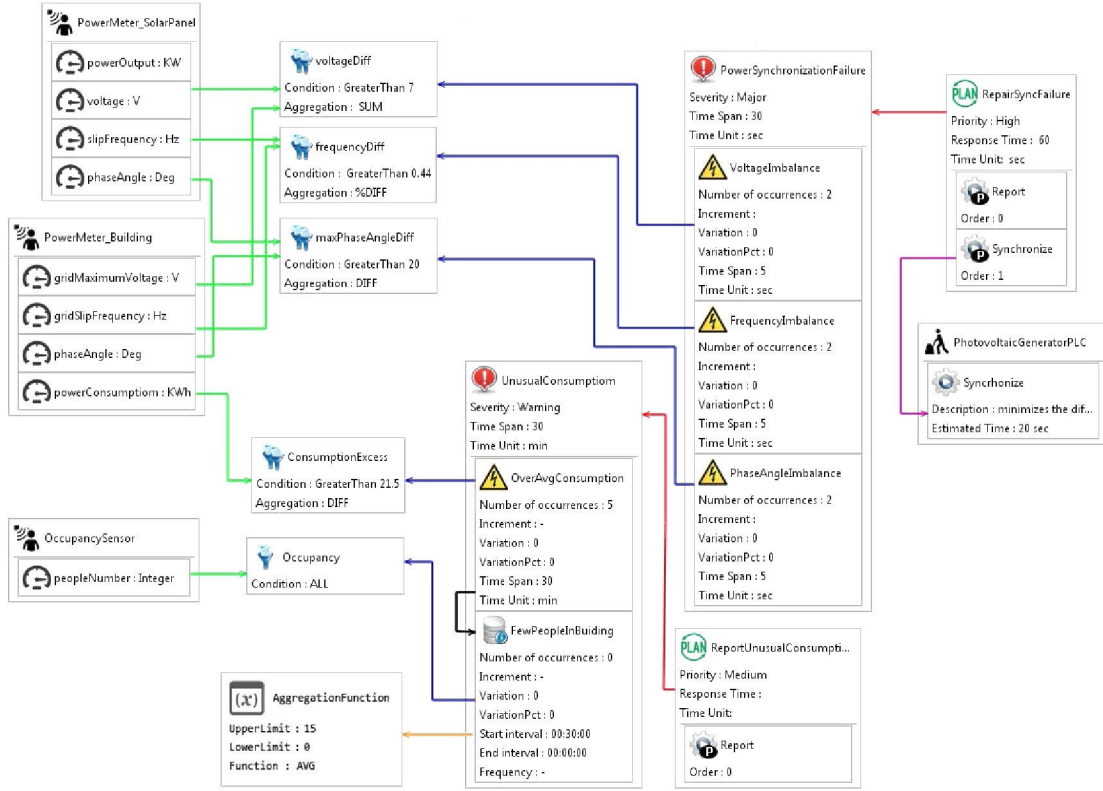 PowerMeter_SolarPanel
powerOutput : KW
voltage : V
slipFrequency : Hz
phaseAngle : Deg
PowerMeter_Building
gridMaximumVoltage : V
gridSlipFrequency : Hz
phaseAngle : Deg
powerConsumptiom : KWh
OccupancySensor
peopleNumber : Integer
voltageDiff
Condition : GreaterThan 7
Aggregation : SUM
frequencyDiff
Condition : GreaterThan 0.44
Aggregation : %DIFF
maxPhaseAngleDiff
Condition : GreaterThan 20
Aggregation : DIFF
ConsumptionExcess
Condition : GreaterThan 21.5
Aggregation : DIFF
Occupancy
Condition : ALL
(x) AggregationFunction
UpperLimit : 15
LowerLimit : 0
Function : AVG
UnusualConsumptiom
Severity : Warning
Time Span : 30
Time Unit : min
OverAvgConsumption
Number of occurrences : 5
Increment : -
Variation : 0
VariationPct : 0
Time Span : 30
Time Unit : min
FewPeopleInBuiding
Number of occurrences : 0
Increment : -
Variation : 0
VariationPct : 0
Start interval : 00:30:00
End interval : 00:00:00
Frequency : -
PowerSynchronizationFailure
Severity : Major
Time Span : 30
Time Unit : sec
VoltageImbalance
Number of occurrences : 2
Increment :
Variation : 0
VariationPct : 0
Time Span : 5
Time Unit : sec
FrequencyImbalance
Number of occurrences : 2
Increment :
Variation : 0
VariationPct : 0
Time Span : 5
Time Unit : sec
PhaseAngleImbalance
Number of occurrences : 2
Increment :
Variation : 0
VariationPct : 0
Time Span : 5
Time Unit : sec
PLAN RepairSyncFailure
Priority : High
Response Time : 60
Time Unit: sec
P Report
Order : 0
P Synchronize
Order : 1
PhotovoltaicGeneratorPLC
Syncrhonize
Description : minimizes the dif...
Estimated Time : 20 sec
PLAN ReportUnusualConsumpti...
Priority : Medium
Response Time :
Time Unit:
P Report
Order : 0